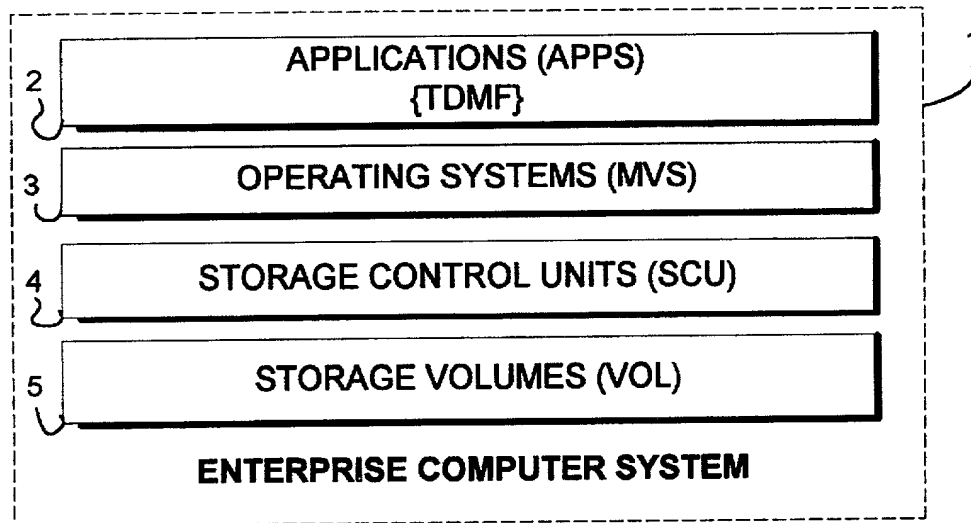 2
APPLICATIONS (APPS)
{TDMF}
3
OPERATING SYSTEMS (MVS)
4
STORAGE CONTROL UNITS (SCU)
5
STORAGE VOLUMES (VOL)
ENTERPRISE COMPUTER SYSTEM